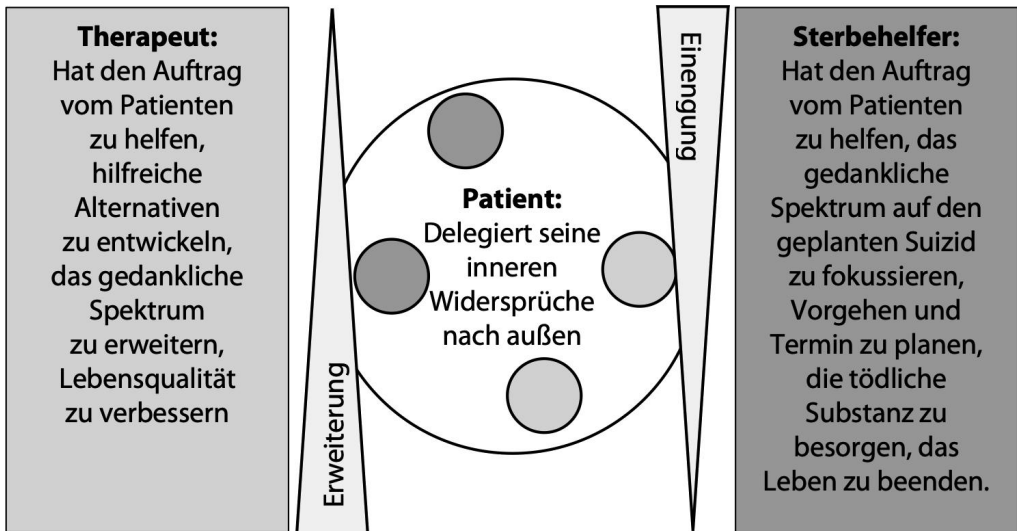 Therapeut:
Hat den Auftrag
vom Patienten
zu helfen,
hilfreiche
Alternativen
zu entwickeln,
das gedankliche
Spektrum
zu erweitern,
Lebensqualität
zu verbessern
Erweiterung
Patient:
Delegiert seine
inneren
Widersprüche
nach außen
Einengung
Sterbehelfer:
Hat den Auftrag
vom Patienten
zu helfen, das
gedankliche
Spektrum auf den
geplanten Suizid
zu fokussieren,
Vorgehen und
Termin zu planen,
die tödliche
Substanz zu
besorgen, das
Leben zu beenden.